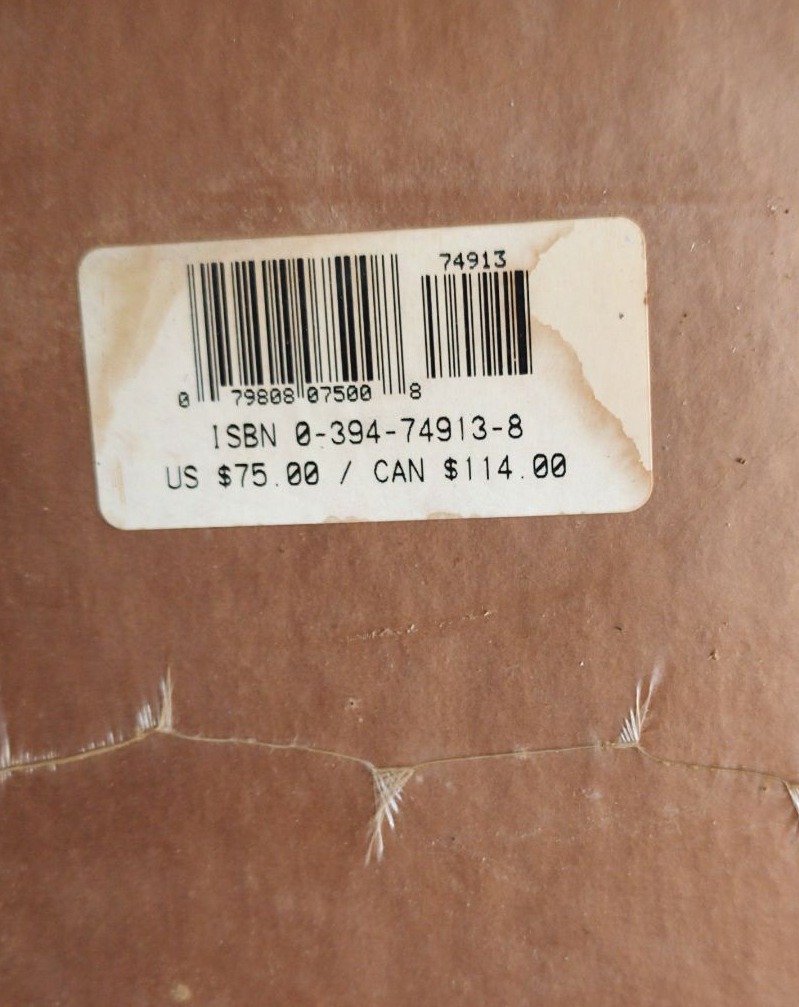 74913
0 79808 07500 8
ISBN 0-394-74913-8
US $75.00 / CAN $114.00